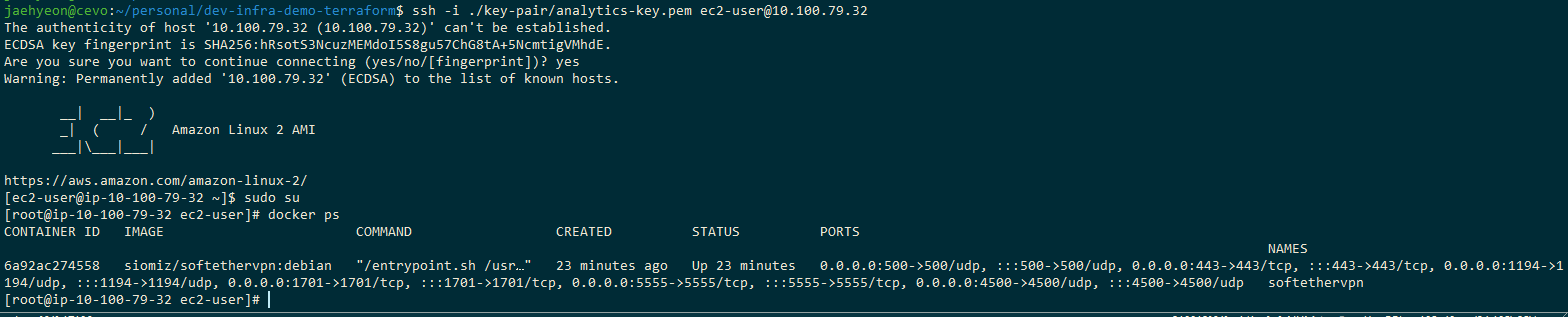 jaehyeon@cevo:~/personal/dev-infra-demo-terraform$ ssh -i ./key-pair/analytics-key.pem ec2-user@10.100.79.32
The authenticity of host '10.100.79.32 (10.100.79.32)' can't be established.
ECDSA key fingerprint is SHA256:hRsotS3NcuzMEMdoI5S8gu57ChG8tA+5NcmtigVMhdE.
Are you sure you want to continue connecting (yes/no/[fingerprint])? yes
Warning: Permanently added '10.100.79.32' (ECDSA) to the list of known hosts.
__|  __|_  )
_|  (     /   Amazon Linux 2 AMI
___|\___|___|
https://aws.amazon.com/amazon-linux-2/
[ec2-user@ip-10-100-79-32 ~]$ sudo su
[root@ip-10-100-79-32 ec2-user]# docker ps
CONTAINER ID   IMAGE                        COMMAND                  CREATED          STATUS          PORTS
NAMES
6a92ac274558   siomiz/softethervpn:debian   "/entrypoint.sh /usr…"   23 minutes ago   Up 23 minutes   0.0.0.0:500->500/udp, :::500->500/udp, 0.0.0.0:443->443/tcp, :::443->443/tcp, 0.0.0.0:1194->1
194/udp, :::1194->1194/udp, 0.0.0.0:1701->1701/tcp, :::1701->1701/tcp, 0.0.0.0:5555->5555/tcp, :::5555->5555/tcp, 0.0.0.0:4500->4500/udp, :::4500->4500/udp   softethervpn
[root@ip-10-100-79-32 ec2-user]#